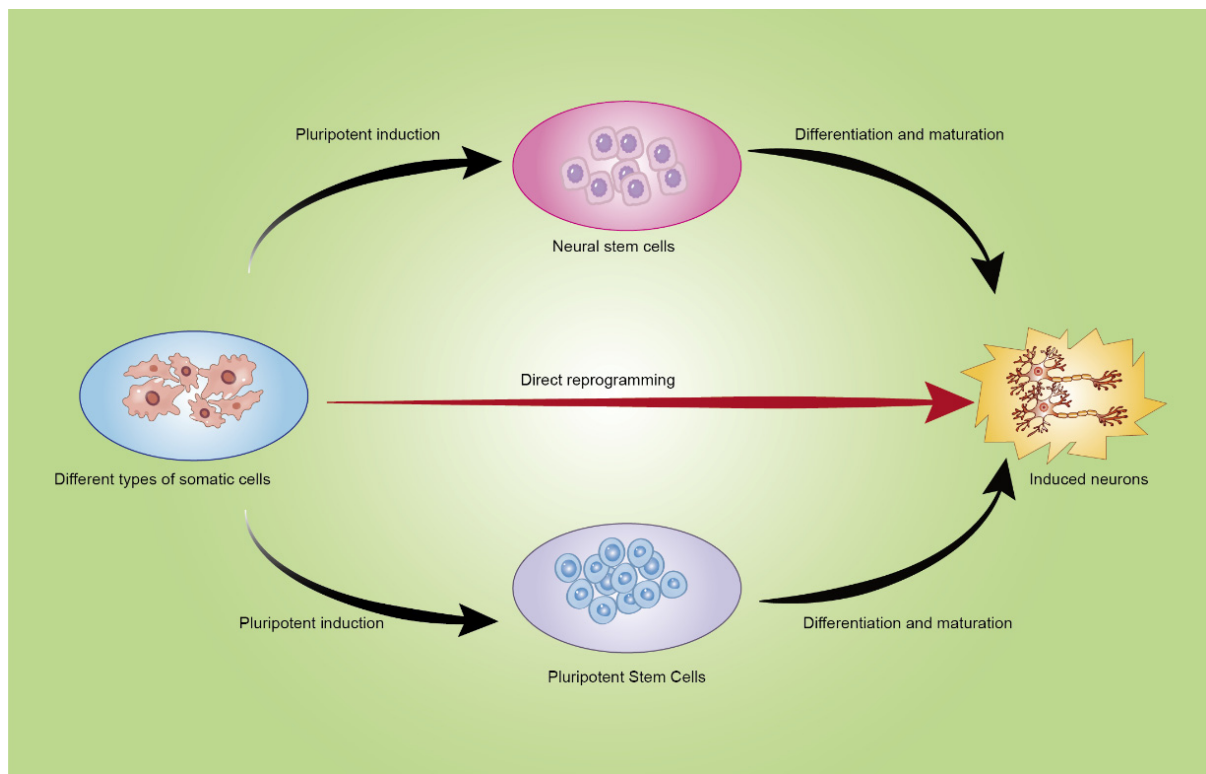 Pluripotent induction
Differentiation and maturation
Neural stem cells
Direct reprogramming
Different types of somatic cells
Induced neurons
Pluripotent induction
Differentiation and maturation
Pluripotent Stem Cells